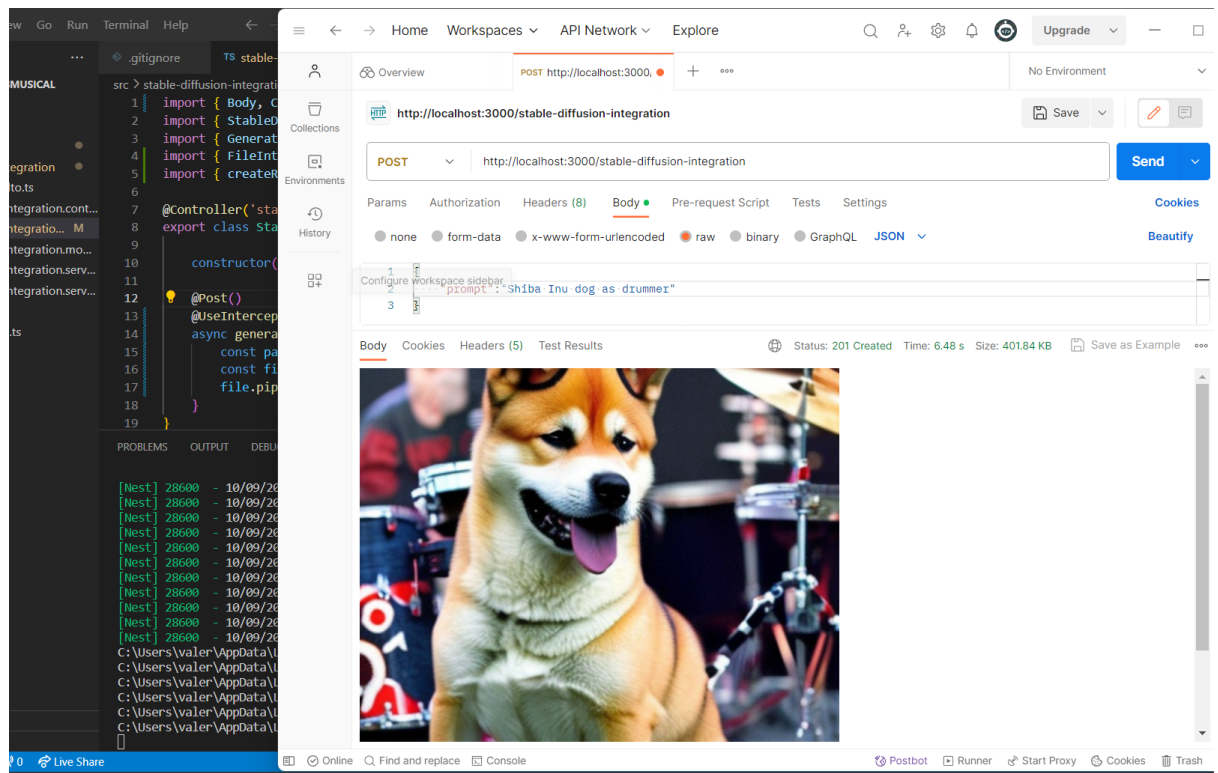 ew Go Run Terminal Help
.gitignore
TS stable-
MUSICAL
src > stable-diffusion-integrati
egration
to.ts
ntegration.cont...
ntegratio... M
ntegration.mo...
ntegration.serv...
ntegration.serv...
.ts
1 import { Body, C
2 import { StableD
3 import { Generat
4 import { FileInt
5 import { createR
6
7 @Controller('sta
8 export class Sta
9
10 constructor(
11
12 @Post()
13 @UseIntercep
14 async genera
15 const pa
16 const fi
17 file.pip
18 }
19 }
PROBLEMS OUTPUT DEBU
[Nest] 28600 - 10/09/20
[Nest] 28600 - 10/09/20
[Nest] 28600 - 10/09/20
[Nest] 28600 - 10/09/20
[Nest] 28600 - 10/09/20
[Nest] 28600 - 10/09/20
[Nest] 28600 - 10/09/20
[Nest] 28600 - 10/09/20
[Nest] 28600 - 10/09/20
[Nest] 28600 - 10/09/20
[Nest] 28600 - 10/09/20
C:\Users\valer\AppData\L
C:\Users\valer\AppData\L
C:\Users\valer\AppData\L
C:\Users\valer\AppData\L
C:\Users\valer\AppData\L
C:\Users\valer\AppData\L
0 Live Share
Home Workspaces API Network Explore
Upgrade
Overview
POST http://localhost:3000,
No Environment
Collections
Environments
History
HTTP http://localhost:3000/stable-diffusion-integration
Save
POST http://localhost:3000/stable-diffusion-integration
Send
Params Authorization Headers (8) Body Pre-request Script Tests Settings
Cookies
none form-data x-www-form-urlencoded raw binary GraphQL JSON
Beautify
Configure workspace sidebar
1 {
2 "prompt":"Shiba Inu dog as drummer"
3 }
Body Cookies Headers (5) Test Results
Status: 201 Created Time: 6.48 s Size: 401.84 KB Save as Example
Online Find and replace Console
Postbot Runner Start Proxy Cookies Trash